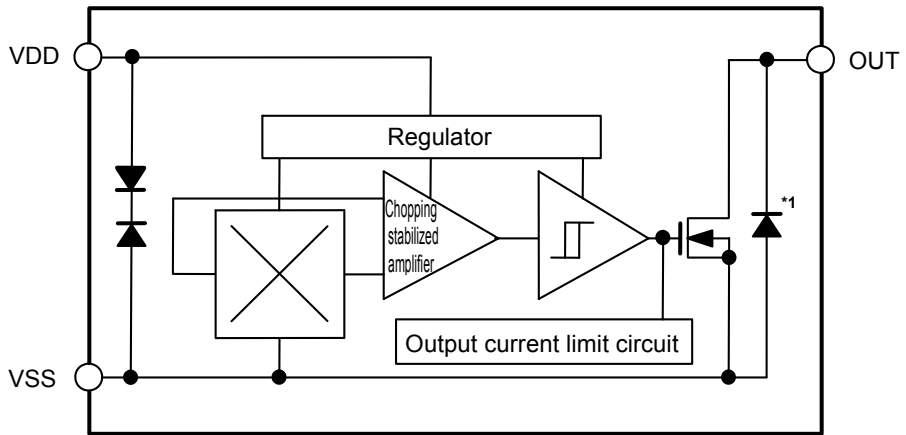 VDD
OUT
Regulator
Chopping
stabilized
amplifier
*1
Output current limit circuit
VSS